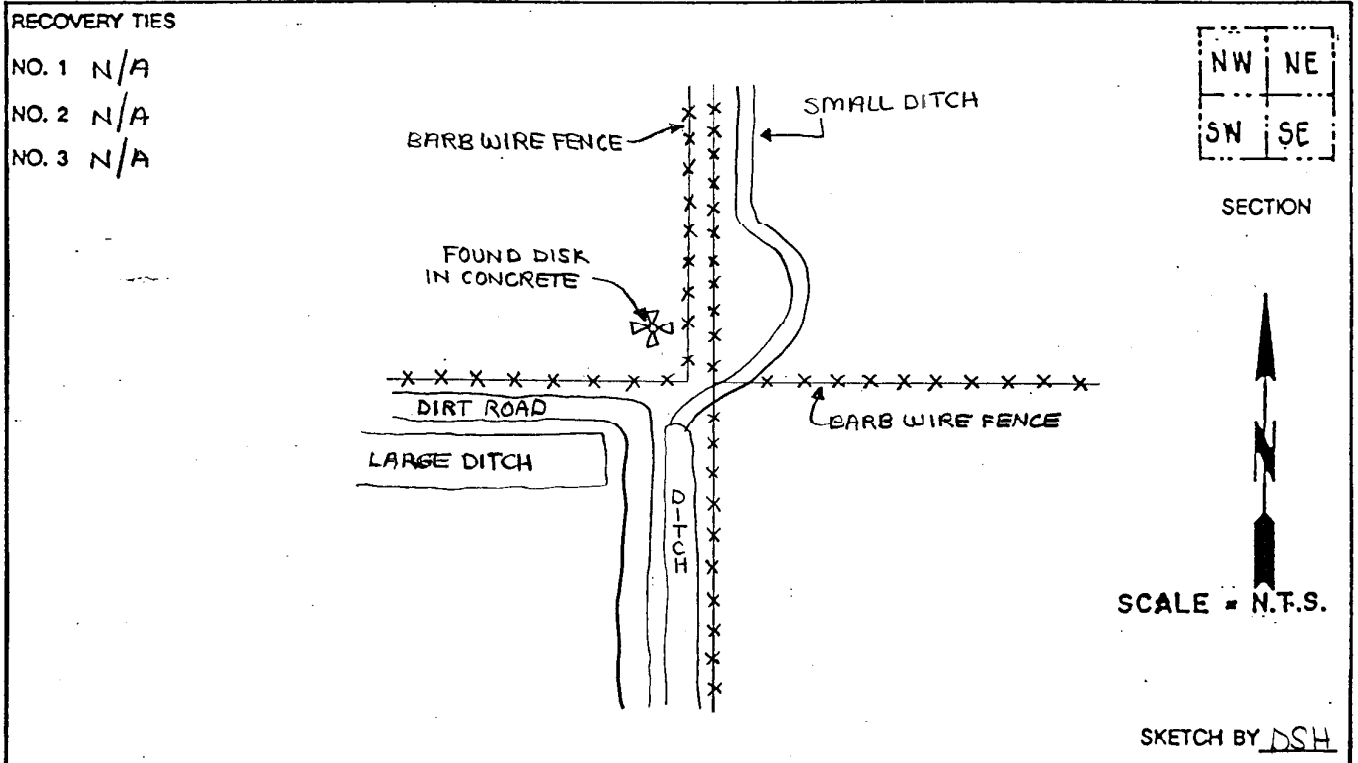 RECOVERY TIES
NO. 1 N/A
NO. 2 N/A
NO. 3 N/A
NW NE
SW SE
SECTION
SMALL DITCH
BARB WIRE FENCE
FOUND DISK
IN CONCRETE
DIRT ROAD
BARB WIRE FENCE
LARGE DITCH
DITCH
N
SCALE = N.T.S.
SKETCH BY DSH